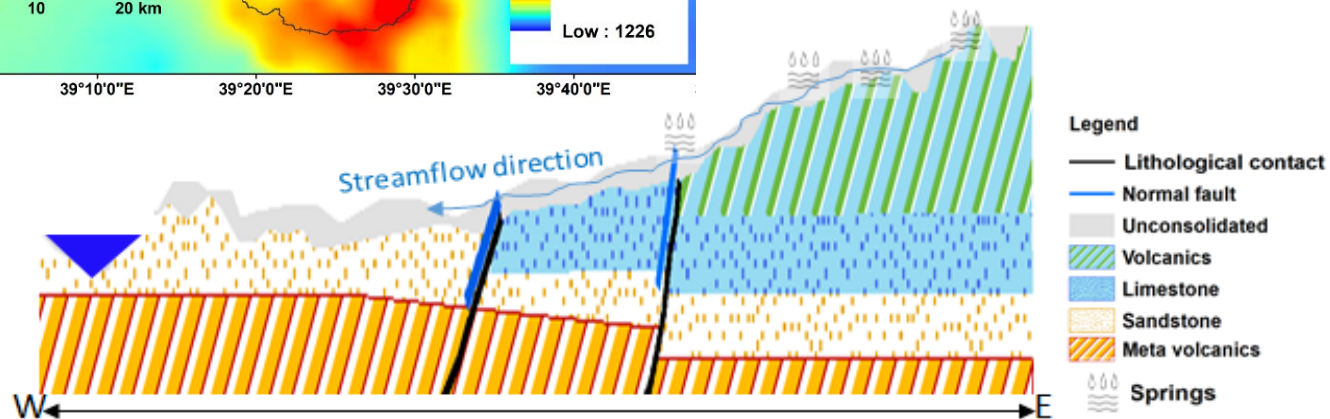 10 20 km
Low : 1226
39°10'0"E 39°20'0"E 39°30'0"E 39°40'0"E
Streamflow direction
Legend
Lithological contact
Normal fault
Unconsolidated
Volcanics
Limestone
Sandstone
Meta volcanics
Springs
W E